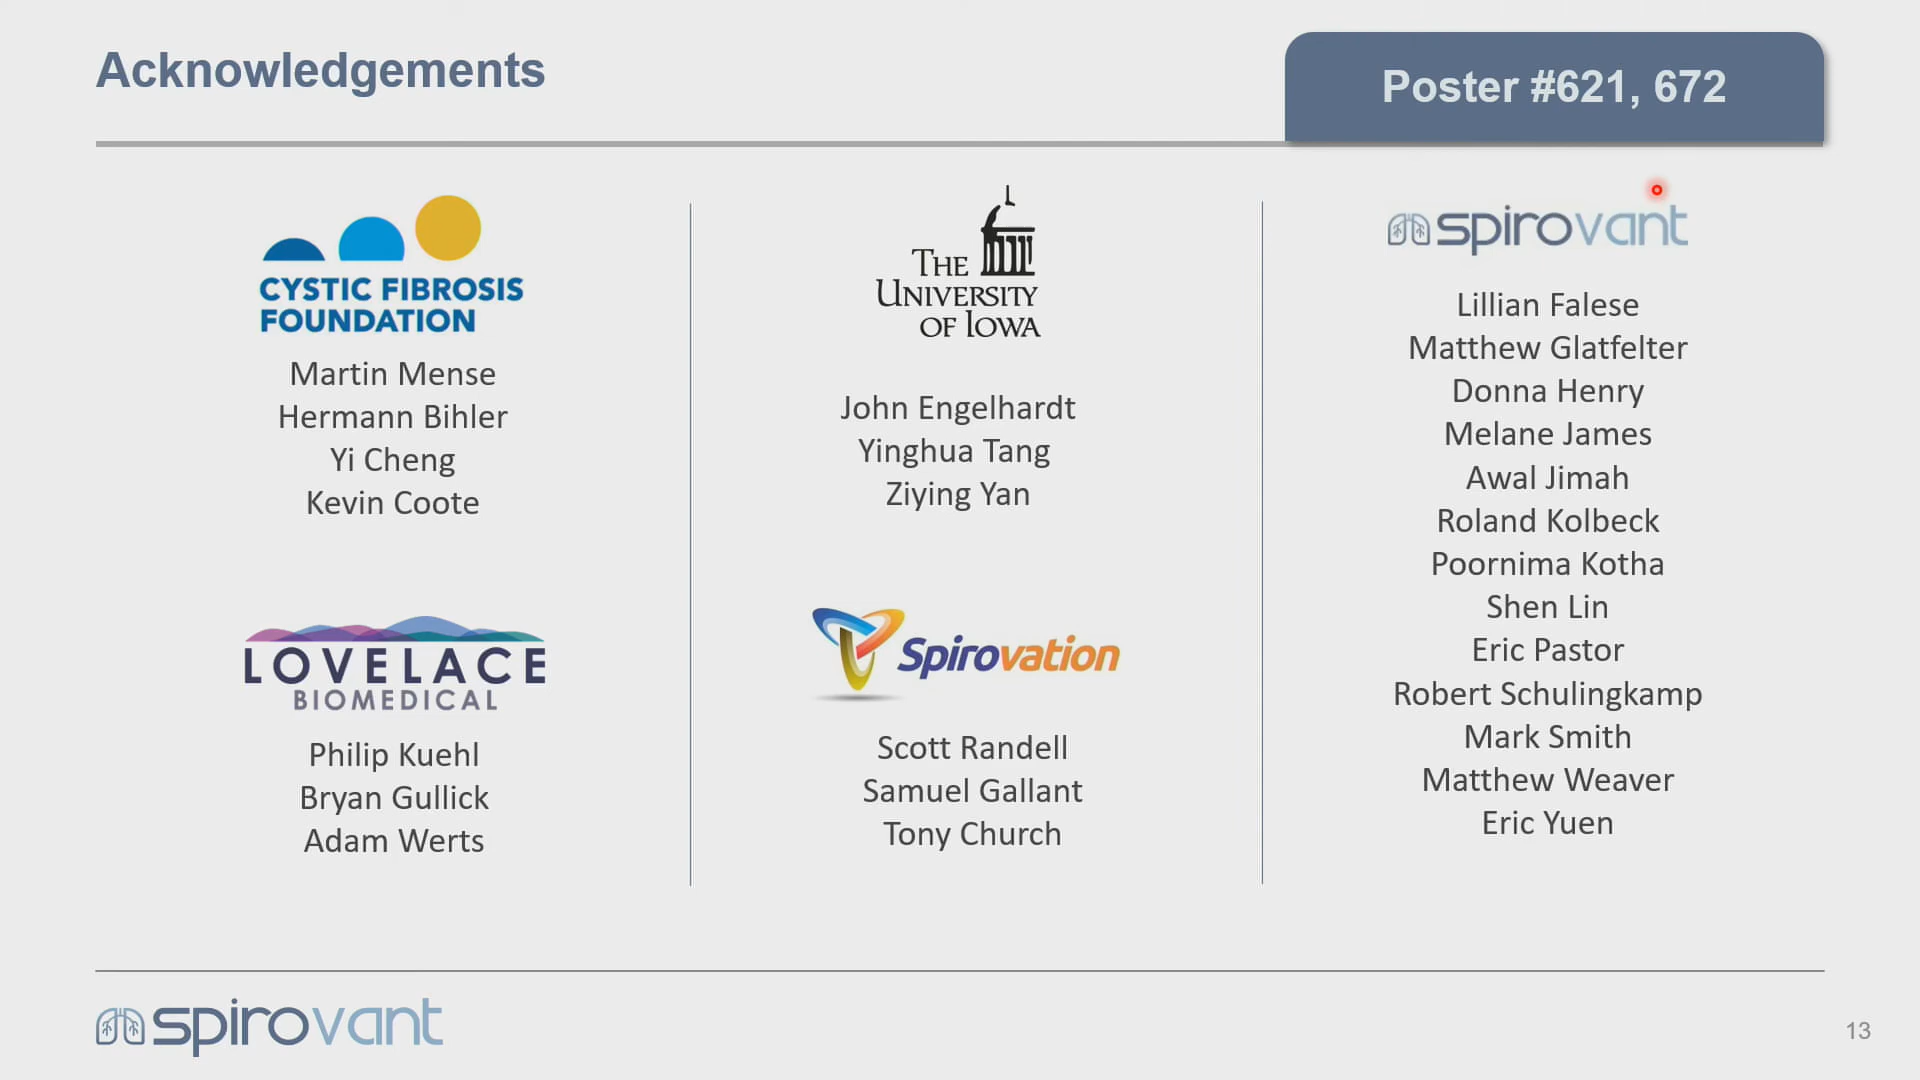 Acknowledgements
Poster #621, 672
CYSTIC FIBROSIS
FOUNDATION
Martin Mense
Hermann Bihler
Yi Cheng
Kevin Coote
LOVELACE
BIOMEDICAL
Philip Kuehl
Bryan Gullick
Adam Werts
THE
UNIVERSITY
OF IOWA
John Engelhardt
Yinghua Tang
Ziying Yan
Spirovation
Scott Randell
Samuel Gallant
Tony Church
spirovant
Lillian Falese
Matthew Glatfelter
Donna Henry
Melane James
Awal Jimah
Roland Kolbeck
Poornima Kotha
Shen Lin
Eric Pastor
Robert Schulingkamp
Mark Smith
Matthew Weaver
Eric Yuen
spirovant
13